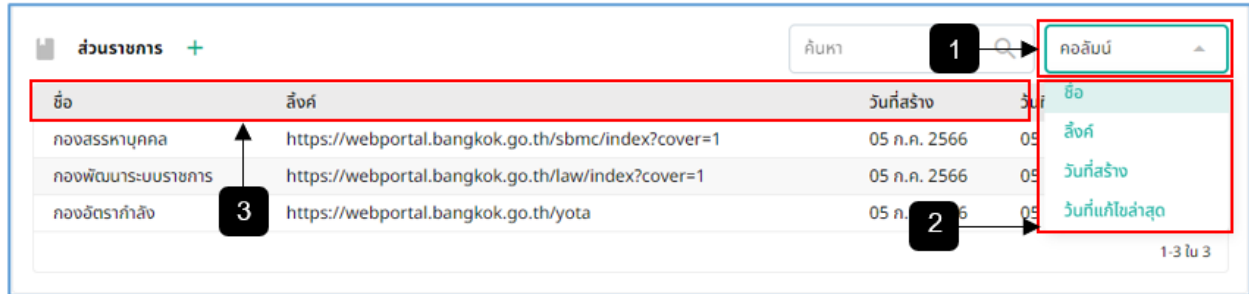 ส่วนราชการ +
ค้นหา
1
คอลัมน์
ชื่อ ลิ้งค์ วันที่สร้าง
ชื่อ
กองสรรหาบุคคล https://webportal.bangkok.go.th/sbmc/index?cover=1 05 ก.ค. 2566 05
ลิ้งค์
กองพัฒนาระบบราชการ https://webportal.bangkok.go.th/law/index?cover=1 05 ก.ค. 2566 05
วันที่สร้าง
กองอัตรากำลัง https://webportal.bangkok.go.th/yota 05 ก. 6 05
วันที่แก้ไขล่าสุด
3
2
1-3 ใน 3